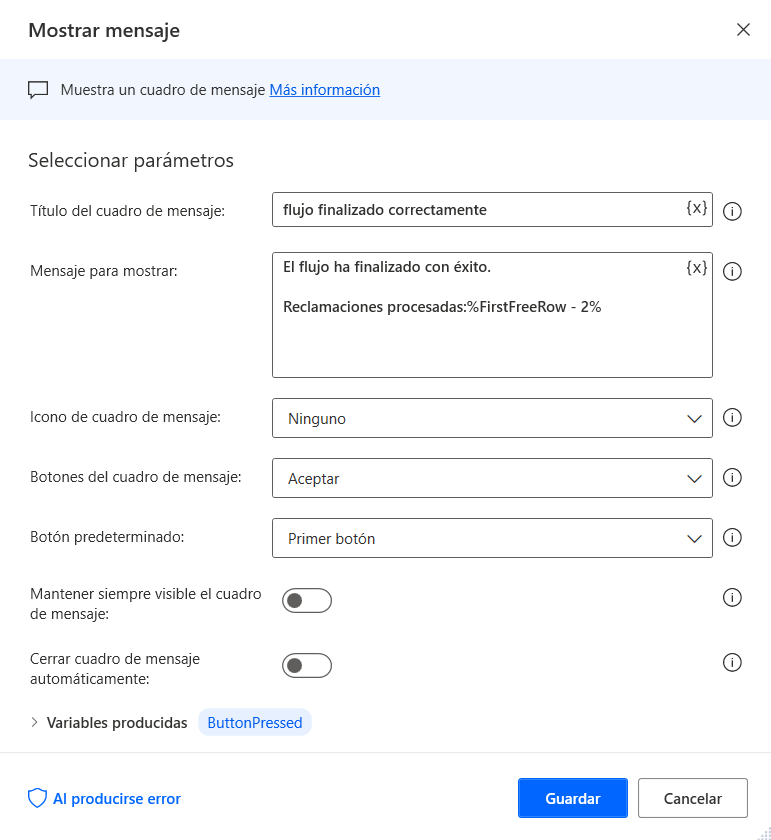 Mostrar mensaje
Muestra un cuadro de mensaje Más información
Seleccionar parámetros
Título del cuadro de mensaje:
flujo finalizado correctamente
{x}
Mensaje para mostrar:
El flujo ha finalizado con éxito.
{x}
Reclamaciones procesadas:%FirstFreeRow - 2%
Icono de cuadro de mensaje:
Ninguno
Botones del cuadro de mensaje:
Aceptar
Botón predeterminado:
Primer botón
Mantener siempre visible el cuadro
de mensaje:
Cerrar cuadro de mensaje
automáticamente:
Variables producidas ButtonPressed
Al producirse error
Guardar
Cancelar